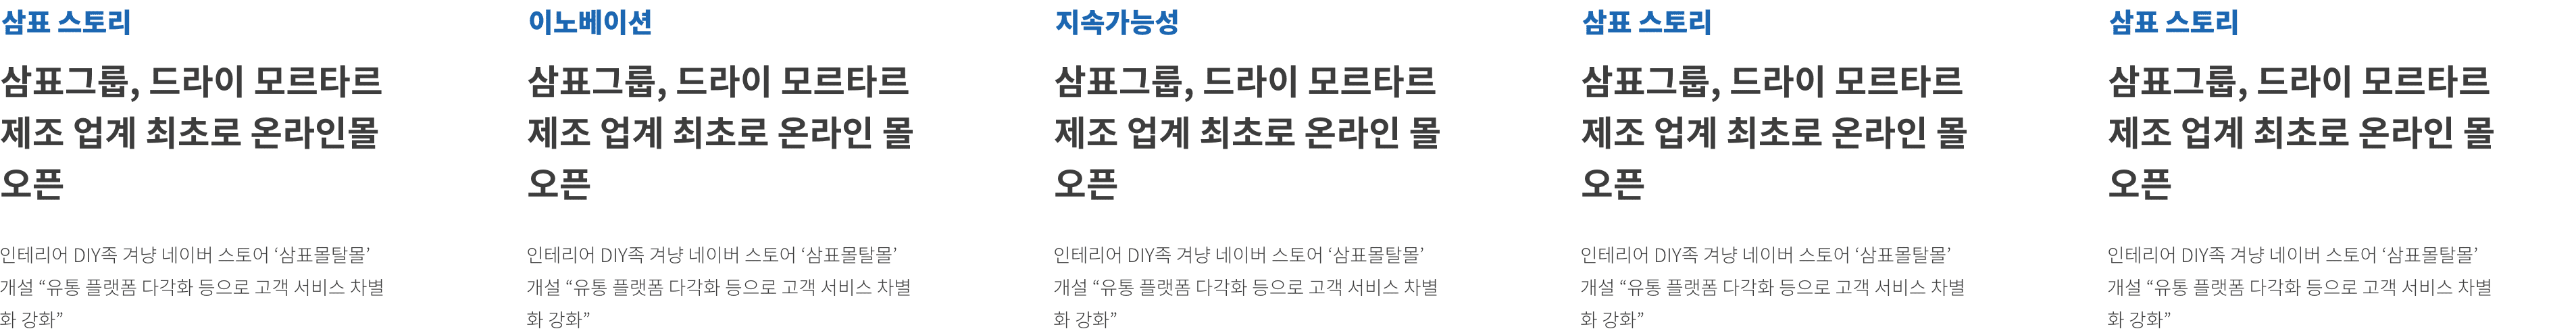 삼표 스토리
삼표그룹, 드라이 모르타르
제조 업계 최초로 온라인몰
오픈
인테리어 DIY족 겨냥 네이버 스토어 ‘삼표몰탈몰’
개설 “유통 플랫폼 다각화 등으로 고객 서비스 차별
화 강화”
이노베이션
삼표그룹, 드라이 모르타르
제조 업계 최초로 온라인 몰
오픈
인테리어 DIY족 겨냥 네이버 스토어 ‘삼표몰탈몰’
개설 “유통 플랫폼 다각화 등으로 고객 서비스 차별
화 강화”
지속가능성
삼표그룹, 드라이 모르타르
제조 업계 최초로 온라인 몰
오픈
인테리어 DIY족 겨냥 네이버 스토어 ‘삼표몰탈몰’
개설 “유통 플랫폼 다각화 등으로 고객 서비스 차별
화 강화”
삼표 스토리
삼표그룹, 드라이 모르타르
제조 업계 최초로 온라인 몰
오픈
인테리어 DIY족 겨냥 네이버 스토어 ‘삼표몰탈몰’
개설 “유통 플랫폼 다각화 등으로 고객 서비스 차별
화 강화”
삼표 스토리
삼표그룹, 드라이 모르타르
제조 업계 최초로 온라인 몰
오픈
인테리어 DIY족 겨냥 네이버 스토어 ‘삼표몰탈몰’
개설 “유통 플랫폼 다각화 등으로 고객 서비스 차별
화 강화”